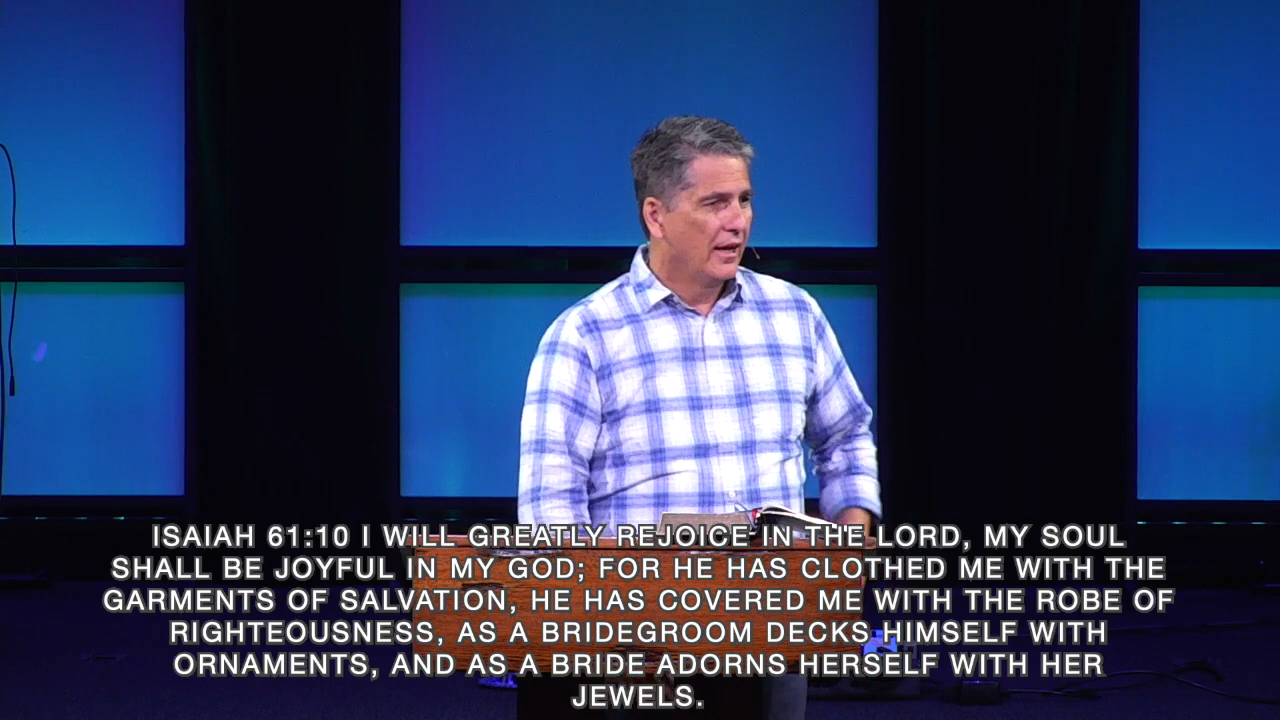 ISAIAH 61:10 I WILL GREATLY REJOICE IN THE LORD, MY SOUL
SHALL BE JOYFUL IN MY GOD; FOR HE HAS CLOTHED ME WITH THE
GARMENTS OF SALVATION, HE HAS COVERED ME WITH THE ROBE OF
RIGHTEOUSNESS, AS A BRIDEGROOM DECKS HIMSELF WITH
ORNAMENTS, AND AS A BRIDE ADORNS HERSELF WITH HER
JEWELS.